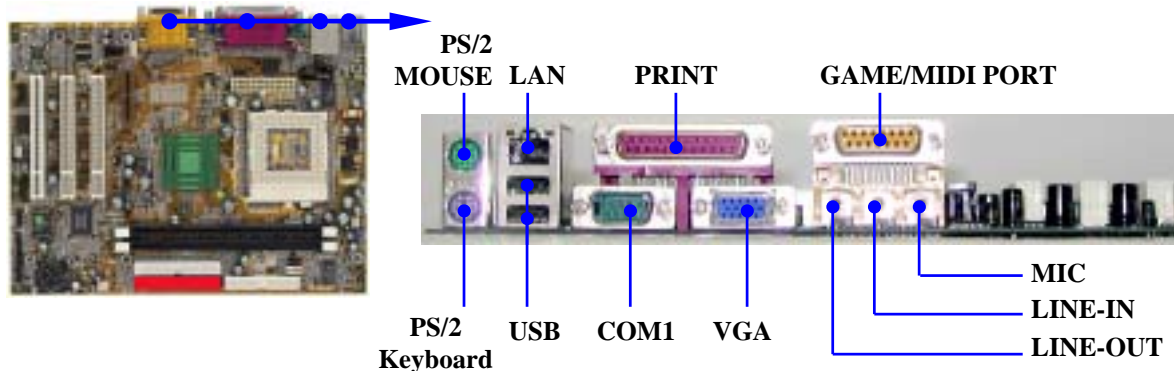 PS/2
MOUSE
LAN
PRINT
GAME/MIDI PORT
MIC
LINE-IN
LINE-OUT
PS/2
Keyboard
USB
COM1
VGA